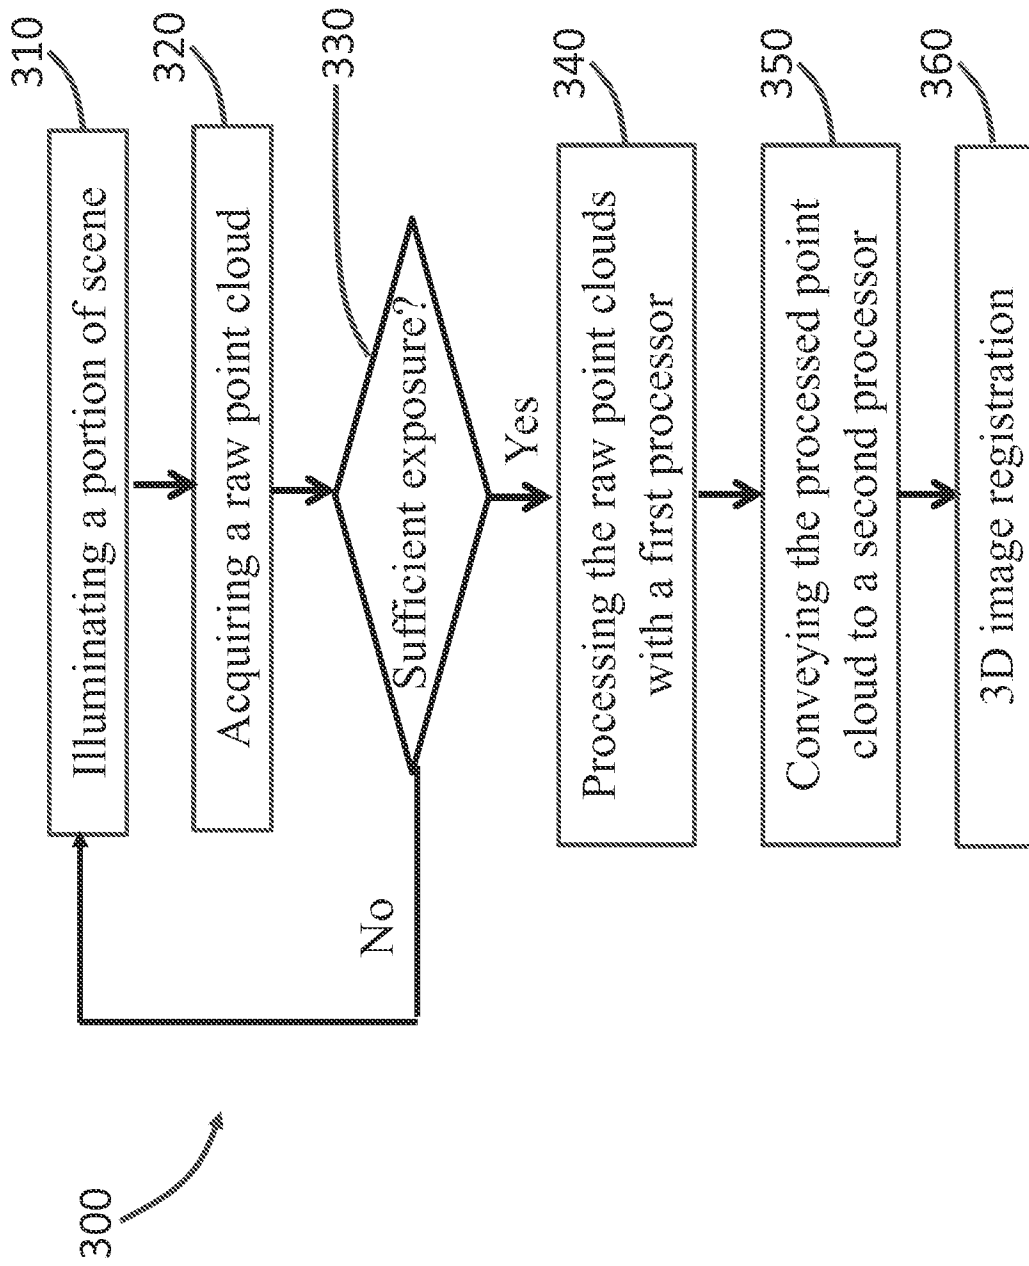 300
310
Illuminating a portion of scene
320
Acquiring a raw point cloud
330
Sufficient exposure?
No
Yes
340
Processing the raw point clouds
with a first processor
350
Conveying the processed point
cloud to a second processor
360
3D image registration